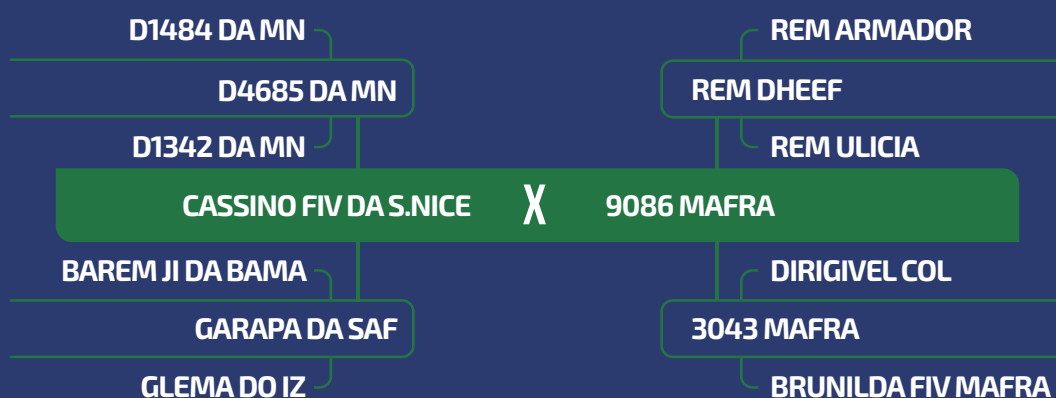 D1484 DA MN
REM ARMADOR
D4685 DA MN
REM DHEEF
D1342 DA MN
REM ULICIA
CASSINO FIV DA S.NICE X 9086 MAFRA
BAREM JI DA BAMA
DIRIGIVEL COL
GARAPA DA SAF
3043 MAFRA
GLEMA DO IZ
BRUNILDA FIV MAFRA